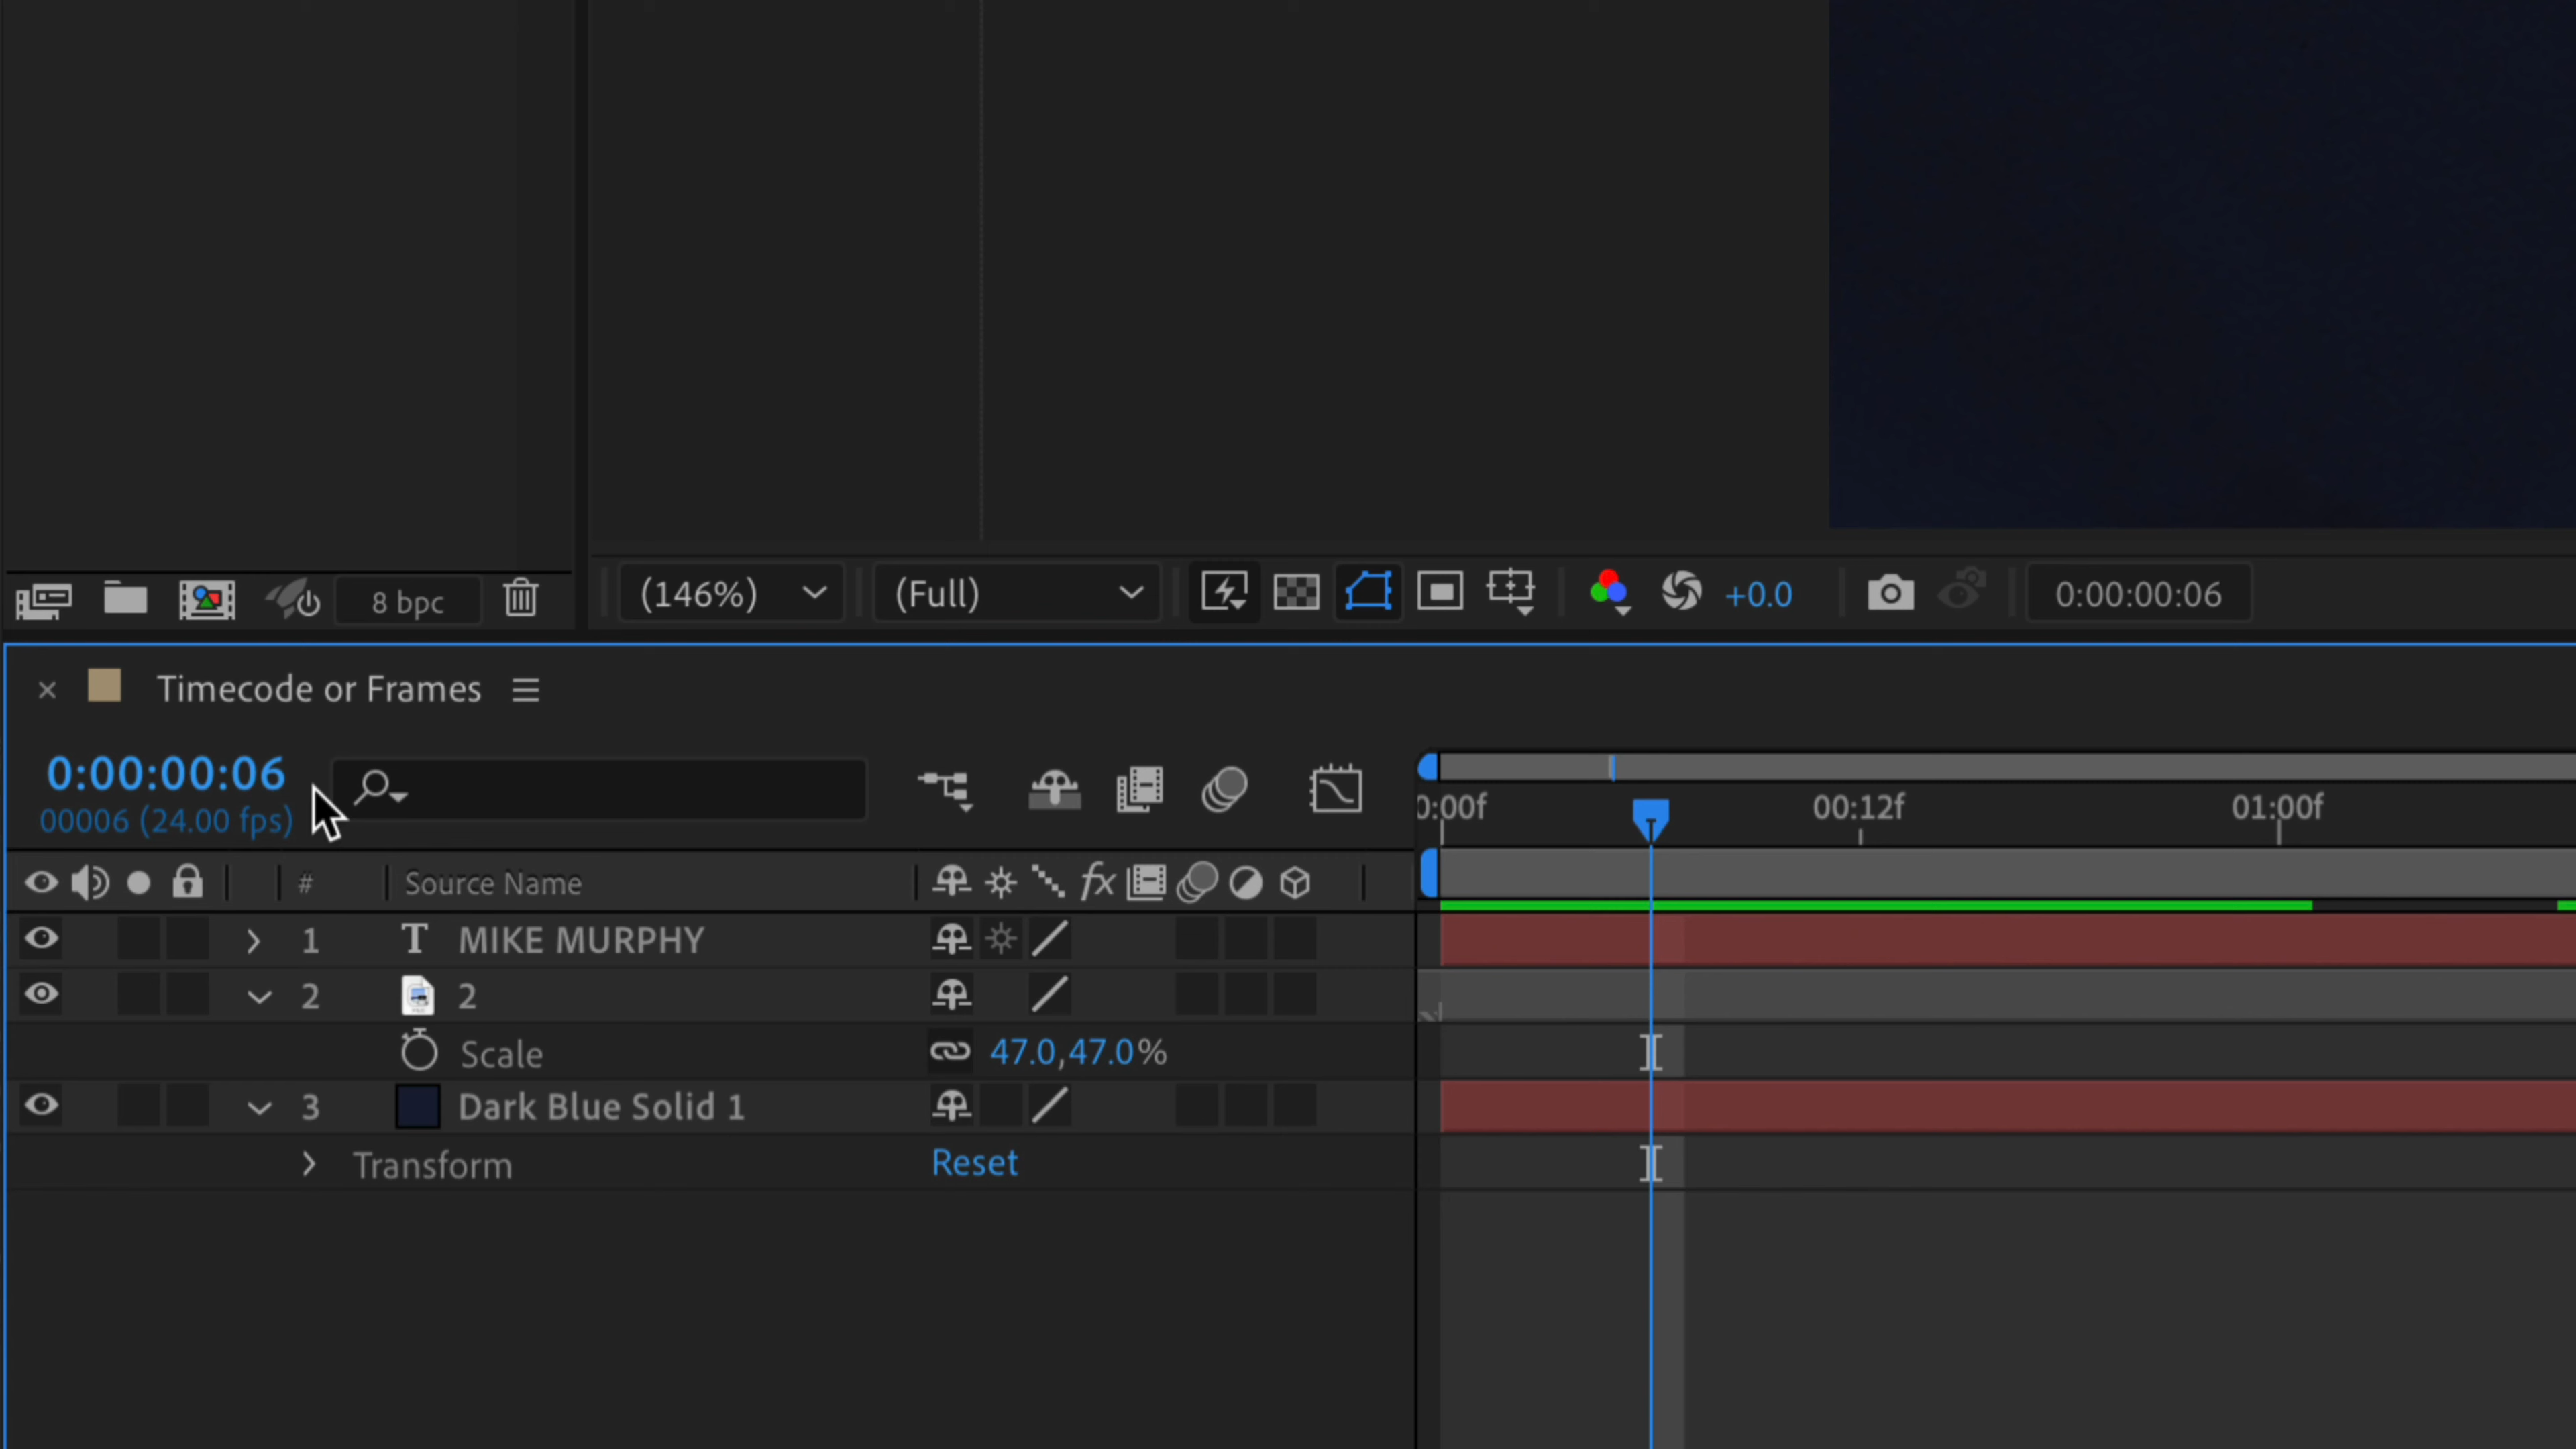 8 bpc
(146%)
(Full)
+0.0
0:00:00:06
Timecode or Frames
0:00:00:06
00006 (24.00 fps)
0:00f
00:12f
01:00f
#
Source Name
fx
1
T
MIKE MURPHY
2
2
Scale
47.0,47.0%
3
Dark Blue Solid 1
Transform
Reset